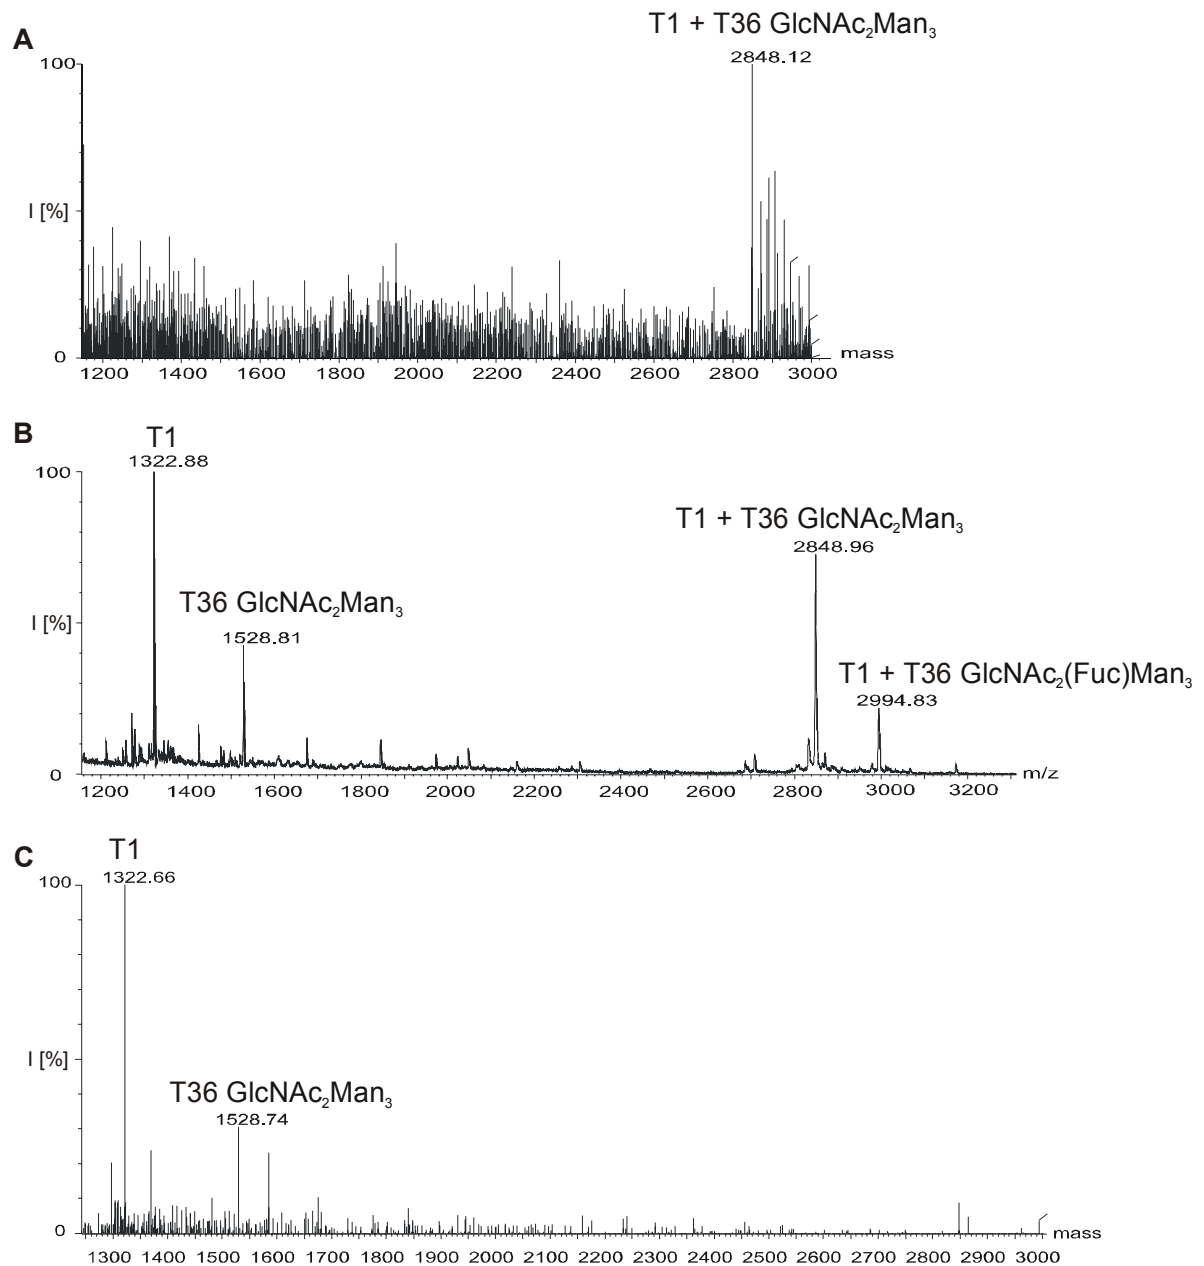 A
T1 + T36 GlcNAc₂Man₃
2848.12
100
I [%]
0
mass
1200 1400 1600 1800 2000 2200 2400 2600 2800 3000
B
T1
1322.88
100
T1 + T36 GlcNAc₂Man₃
2848.96
T36 GlcNAc₂Man₃
1528.81
I [%]
T1 + T36 GlcNAc₂(Fuc)Man₃
2994.83
0
m/z
1200 1400 1600 1800 2000 2200 2400 2600 2800 3000 3200
C
T1
1322.66
100
I [%]
T36 GlcNAc₂Man₃
1528.74
0
mass
1300 1400 1500 1600 1700 1800 1900 2000 2100 2200 2300 2400 2500 2600 2700 2800 2900 3000